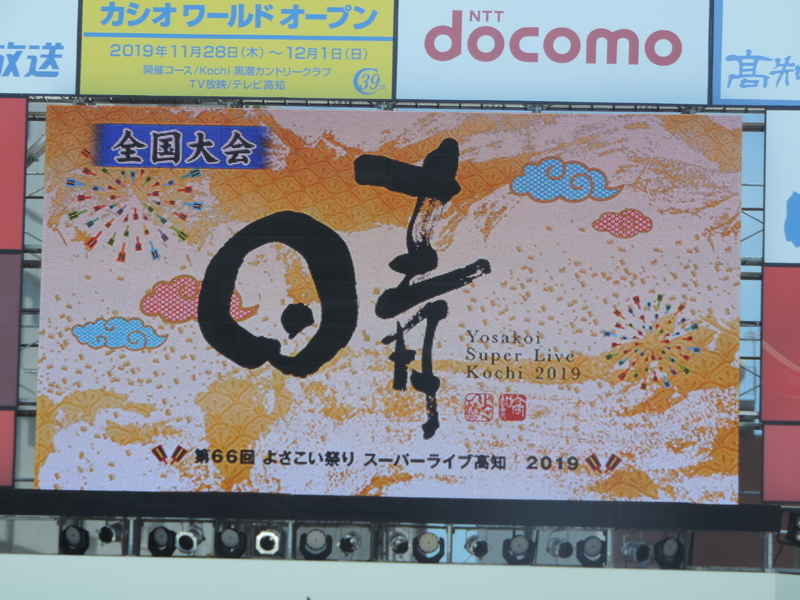 放送
カシオ ワールド オープン
2019年11月28日(木)～12月1日(日)
開催コース/Kochi 黒潮カントリークラブ
TV放映/テレビ高知
39th
NTT
docomo
高知
全国大会
晴
Yosakoi
Super Live
Kochi 2019
第66回 よさこい祭り スーパーライブ高知 2019